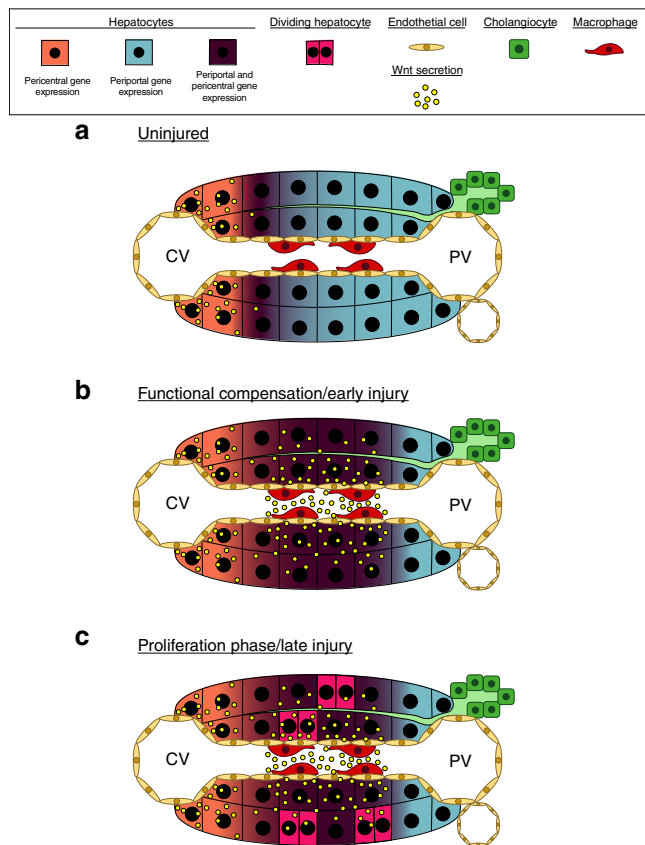 Hepatocytes
Dividing hepatocyte
Endothetial cell
Cholangiocyte
Macrophage
Pericentral gene
expression
Periportal gene
expression
Periportal and
pericentral gene
expression
Wnt secretion
a Uninjured
CV
PV
b Functional compensation/early injury
CV
PV
c Proliferation phase/late injury
CV
PV